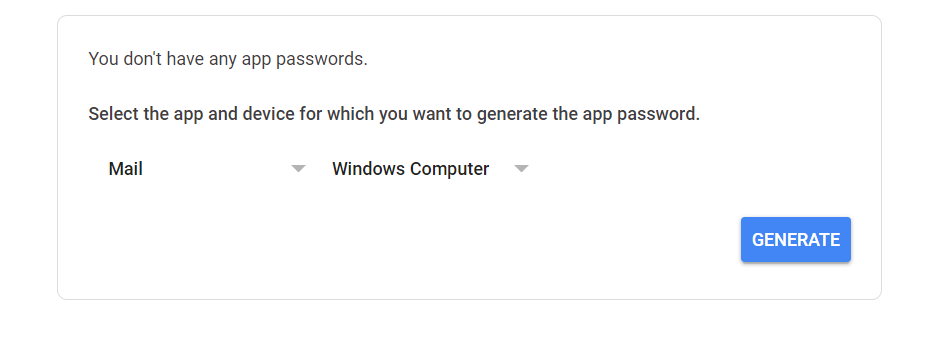 You don't have any app passwords.
Select the app and device for which you want to generate the app password.
Mail Windows Computer
GENERATE